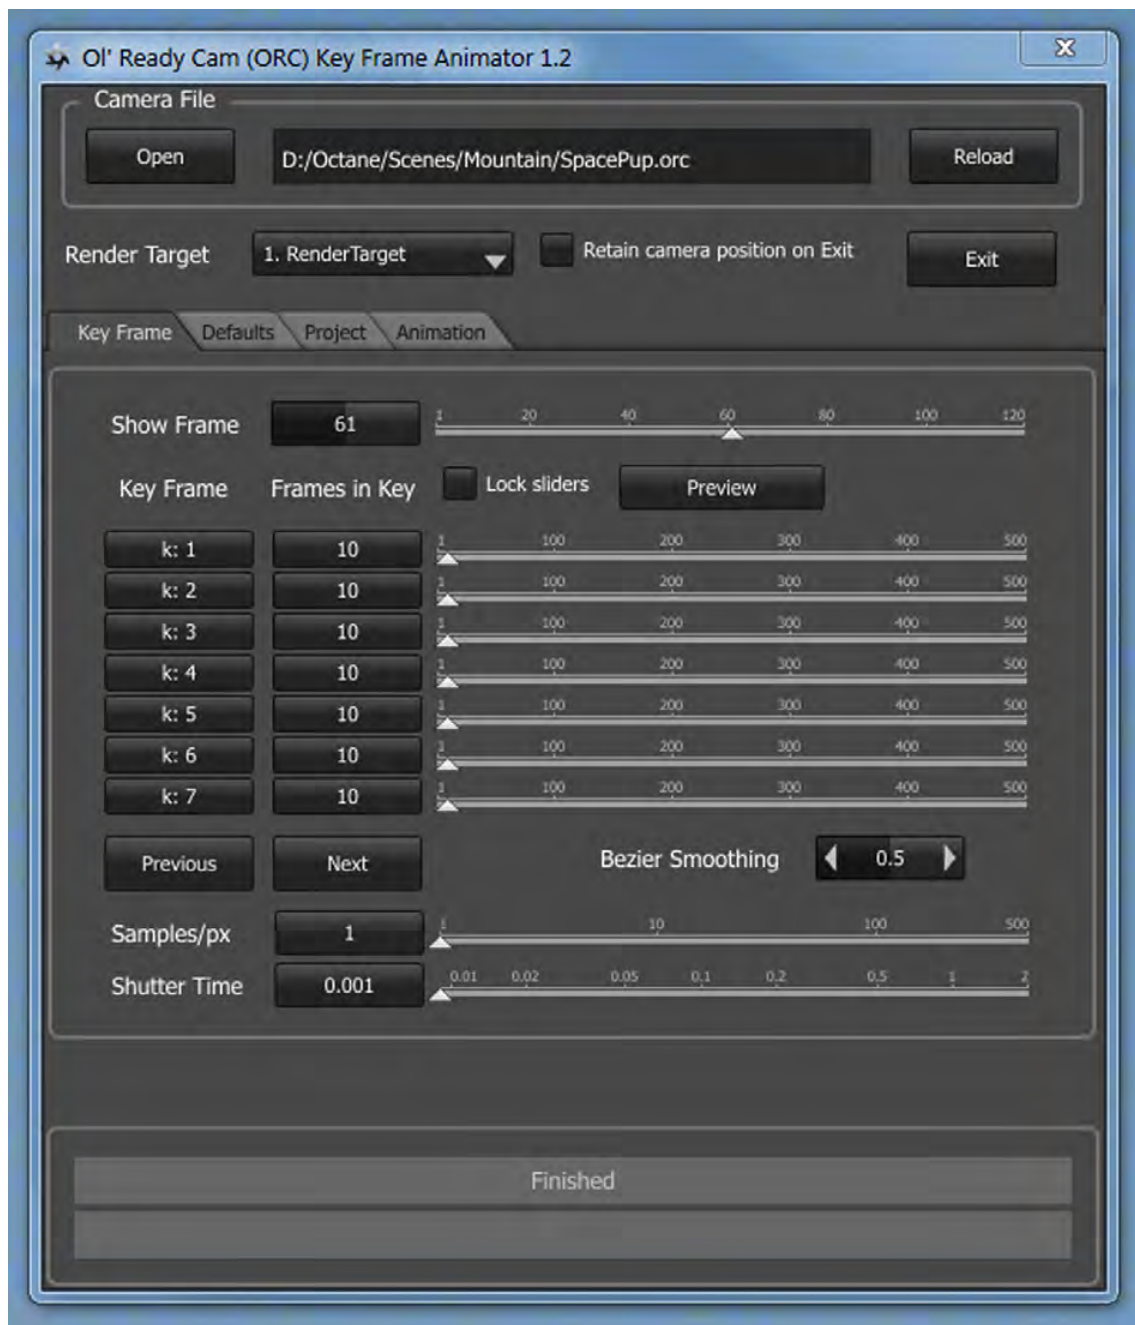 Ol' Ready Cam (ORC) Key Frame Animator 1.2
X
Camera File
Open D:/Octane/Scenes/Mountain/SpacePup.orc Reload
Render Target 1. RenderTarget Retain camera position on Exit Exit
Key Frame Defaults Project Animation
1 20 40 60 80 100 120
Show Frame 61
Key Frame Frames in Key Lock sliders Preview
k: 1 10 1 100 200 300 400 500
k: 2 10 1 100 200 300 400 500
k: 3 10 1 100 200 300 400 500
k: 4 10 1 100 200 300 400 500
k: 5 10 1 100 200 300 400 500
k: 6 10 1 100 200 300 400 500
k: 7 10 1 100 200 300 400 500
Previous Next Bezier Smoothing 0.5
Samples/px 1 1 10 100 500
Shutter Time 0.001 0.01 0.02 0.05 0.1 0.2 0.5 1 2
Finished